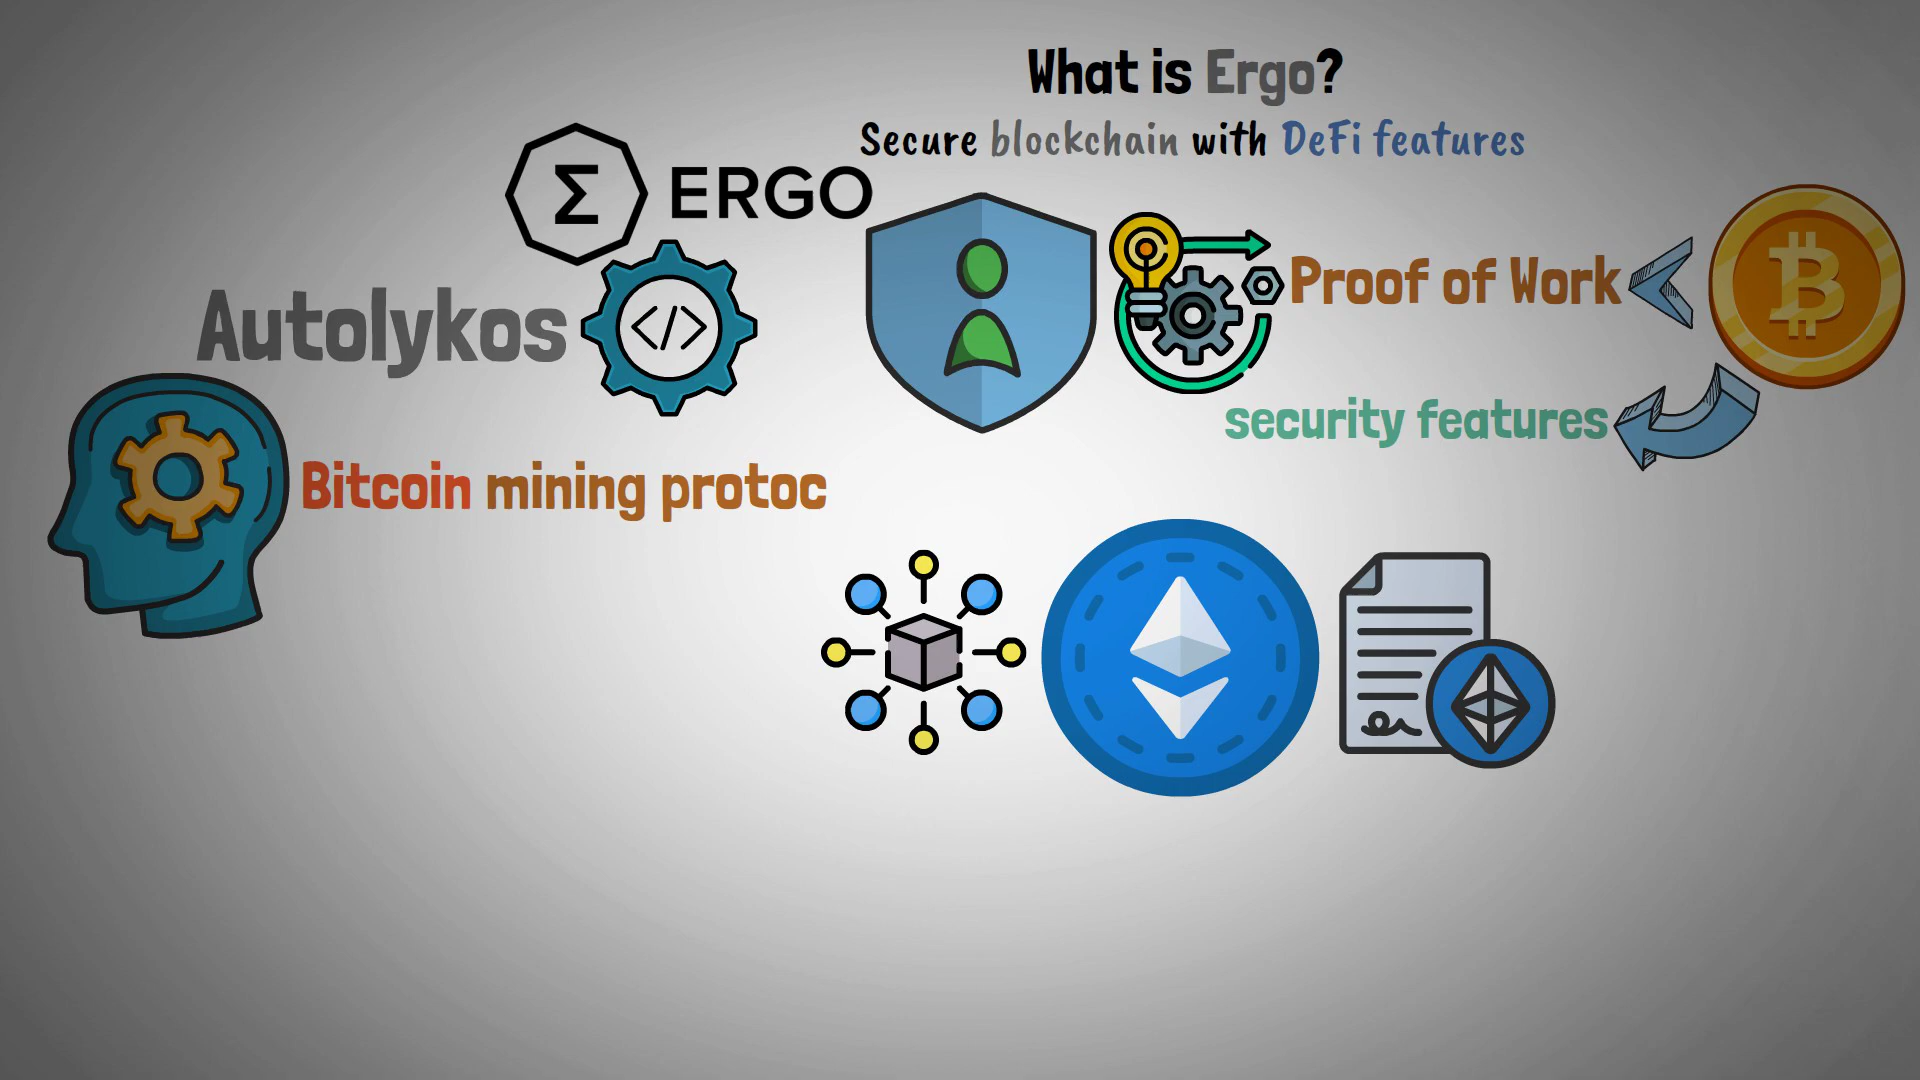 What is Ergo?
Secure blockchain with DeFi features
Σ ERGO
Proof of Work
Autolykos
</>
security features
Bitcoin mining protoc